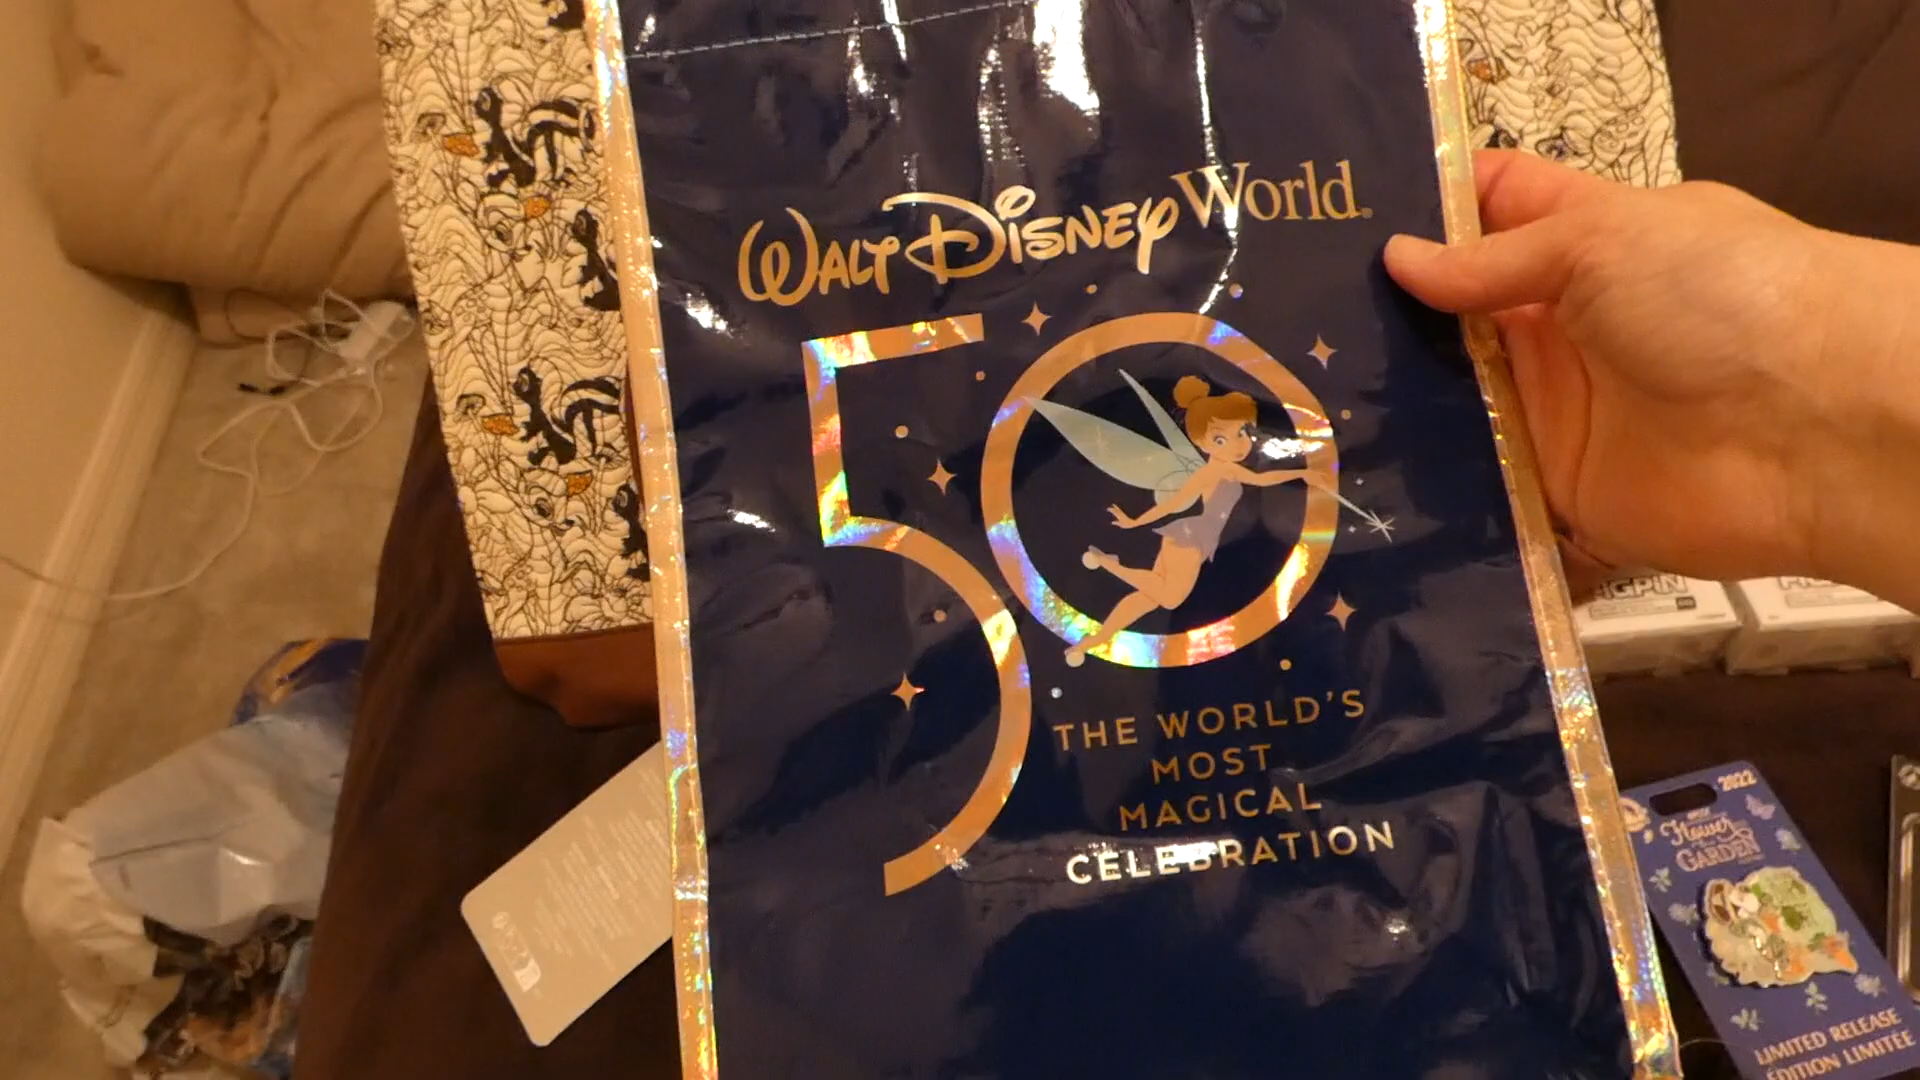 WALT DISNEY World
50
THE WORLD'S
MOST
MAGICAL
CELEBRATION
2022
Flower
GARDEN
LIMITED RELEASE
ÉDITION LIMITÉE